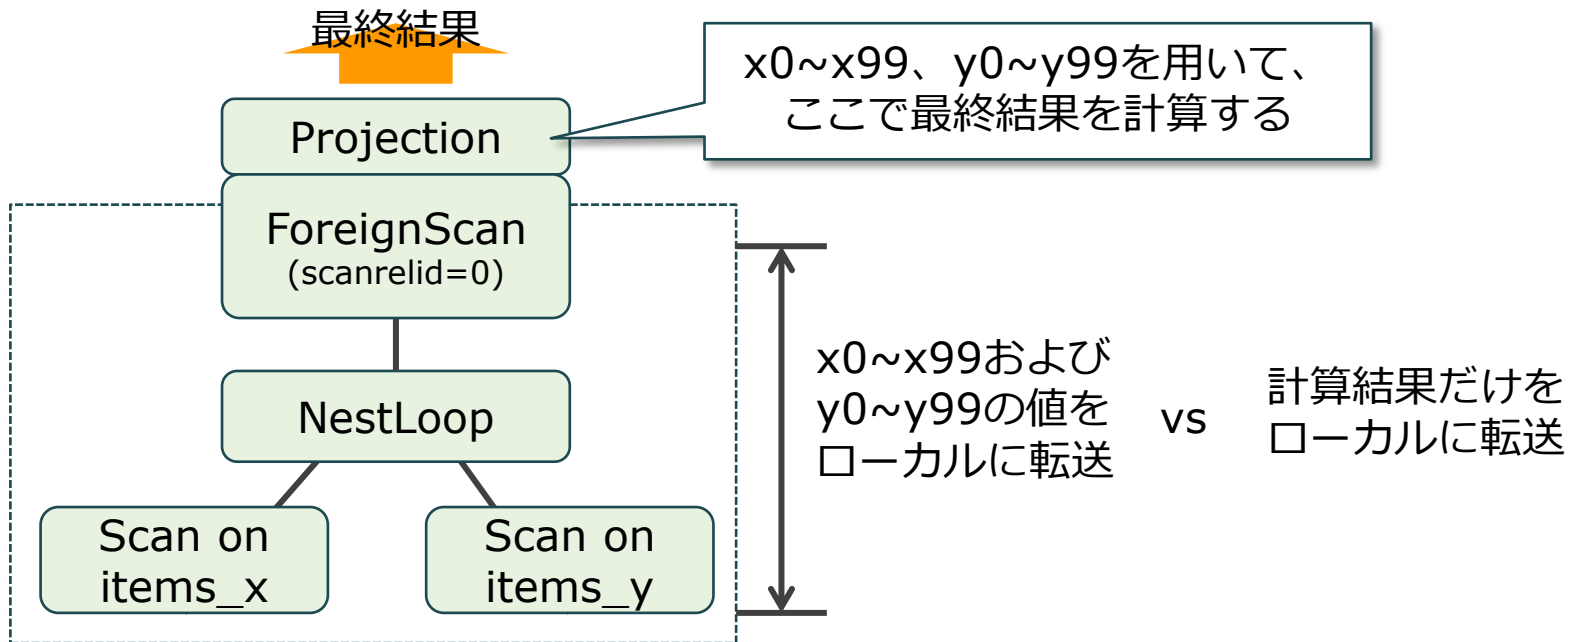 最終結果
x0~x99、y0~y99を用いて、
ここで最終結果を計算する
Projection
ForeignScan
(scanrelid=0)
x0~x99および
y0~y99の値を
ローカルに転送
vs
計算結果だけを
ローカルに転送
NestLoop
Scan on
items_x
Scan on
items_y